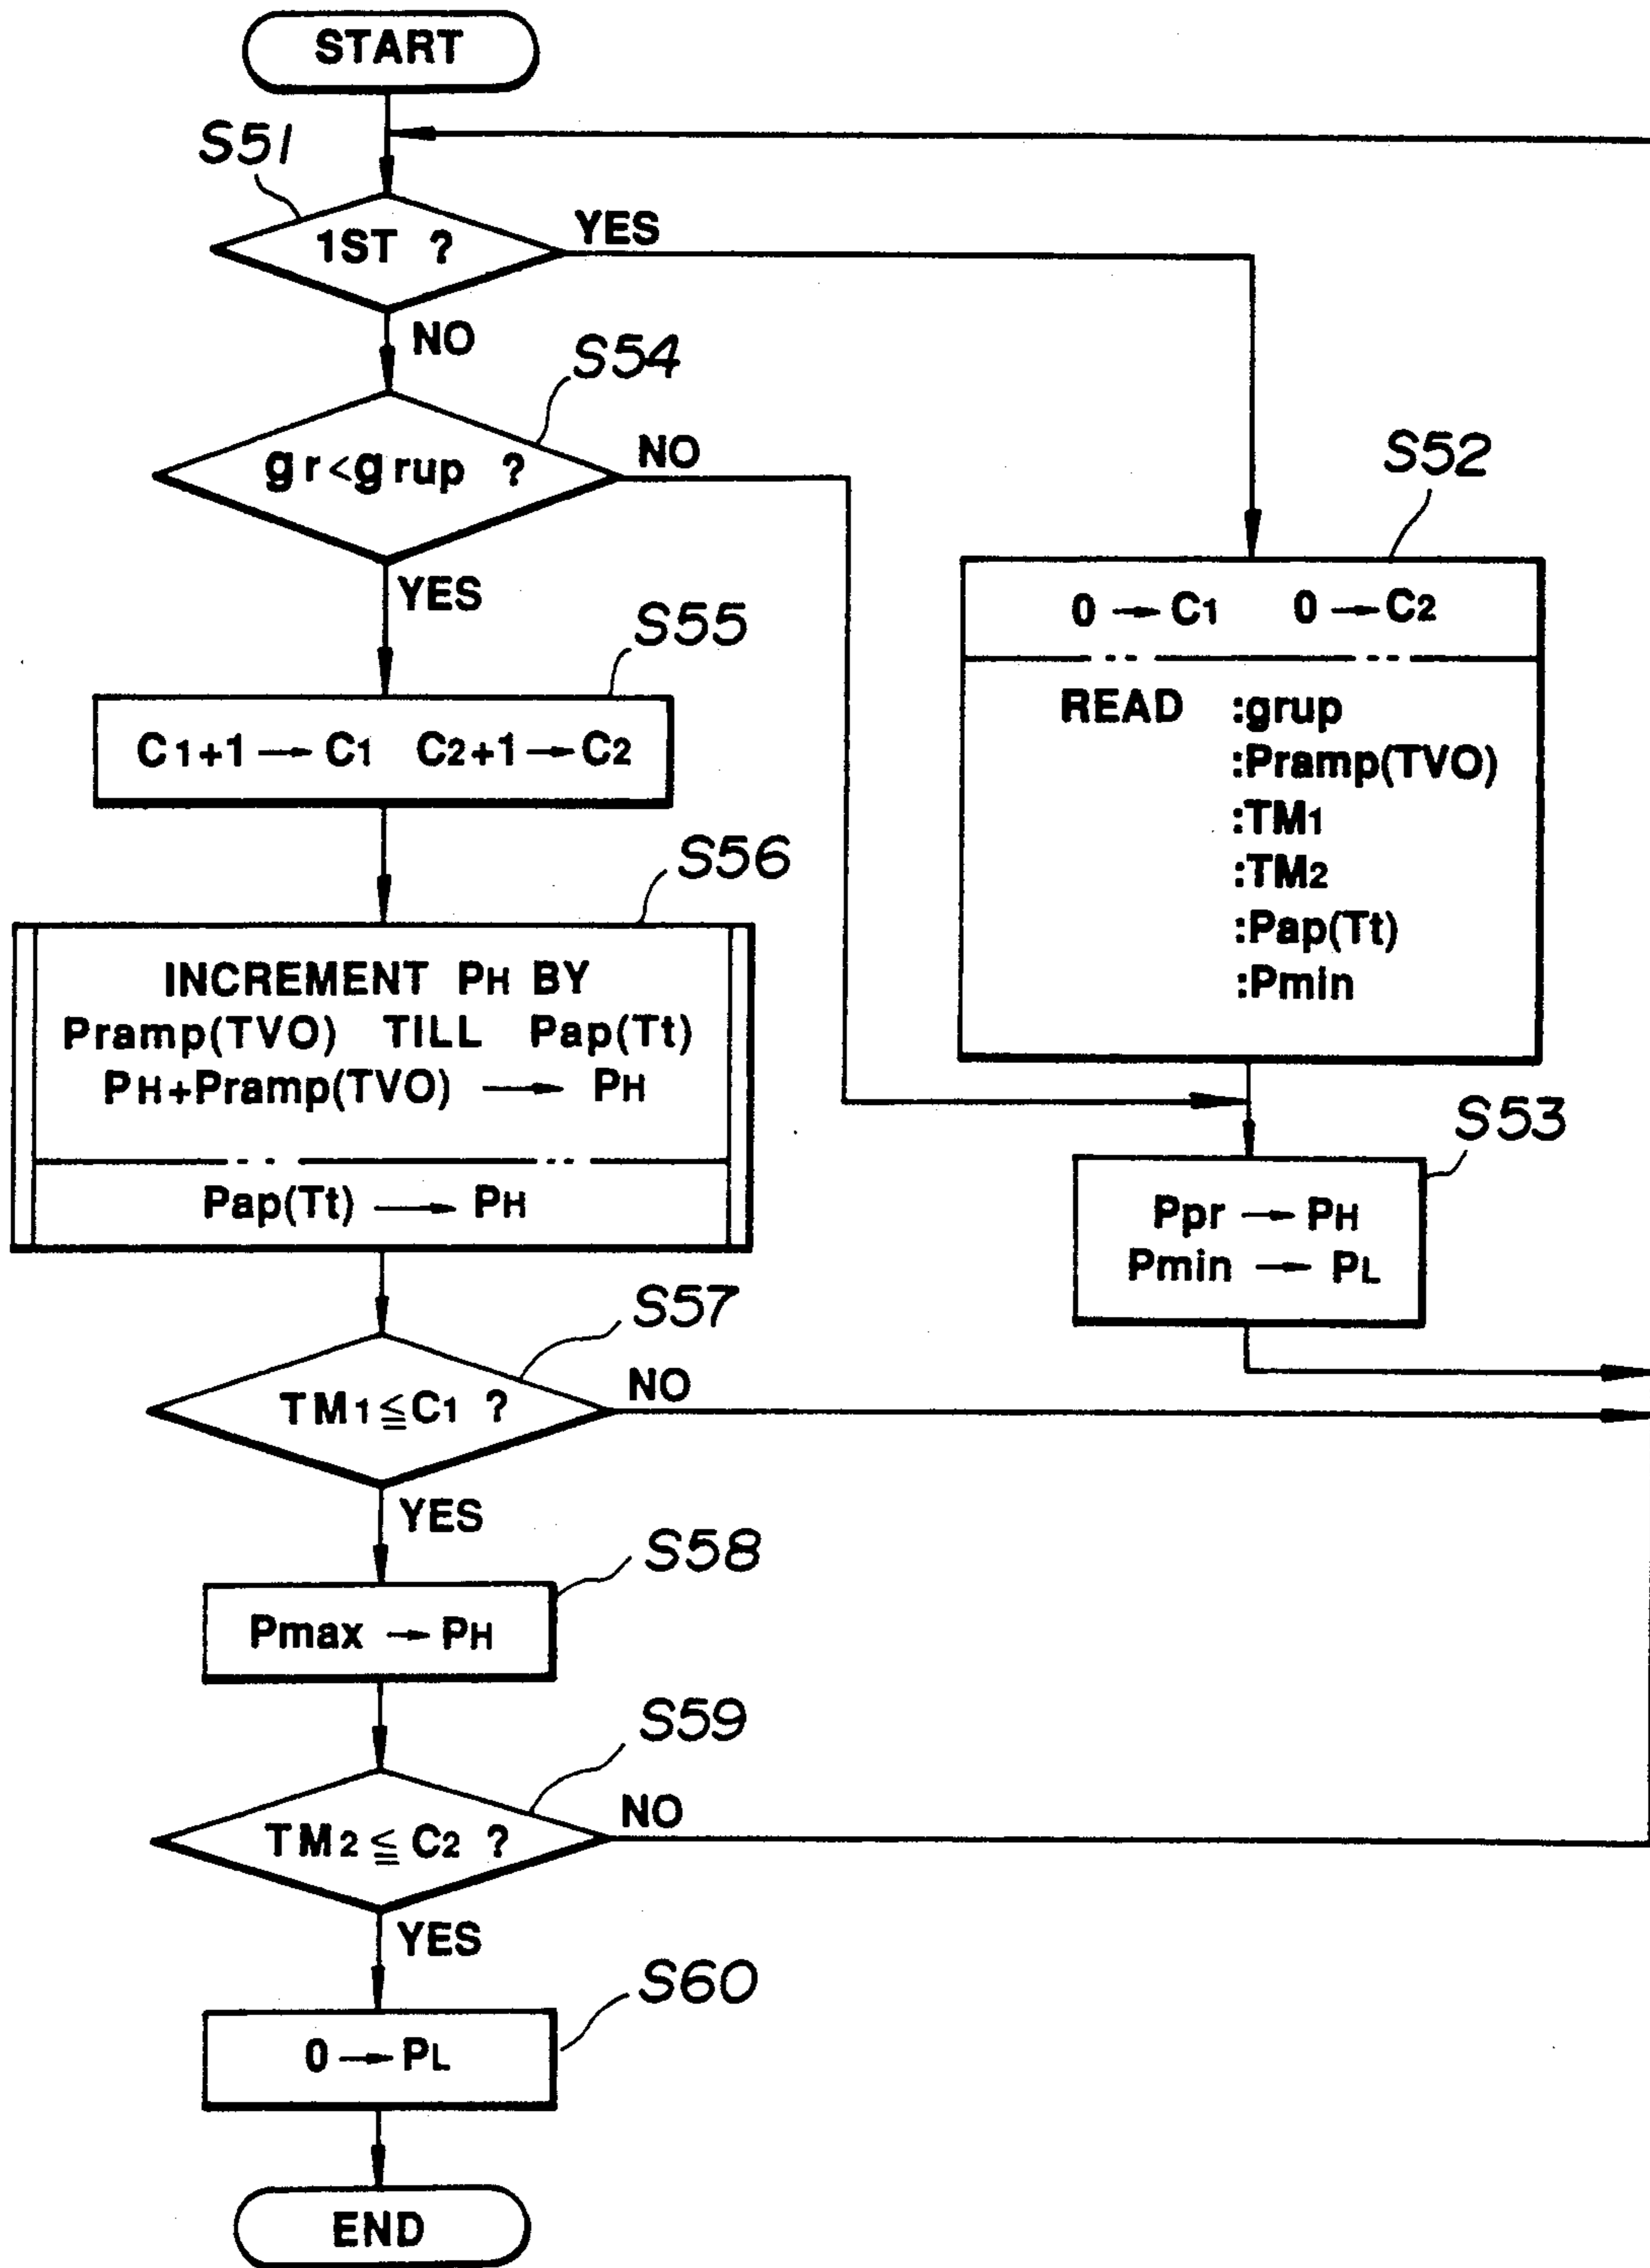 START
S51
1ST ?
YES
NO
S54
gr<grup ?
NO
YES
S52
0 → C1 0 → C2
READ :grup
:Pramp(TVO)
:TM1
:TM2
:Pap(Tt)
:Pmin
S55
C1+1 → C1 C2+1 → C2
S56
INCREMENT PH BY
Pramp(TVO) TILL Pap(Tt)
PH+Pramp(TVO) → PH
Pap(Tt) → PH
S53
Ppr → PH
Pmin → PL
S57
TM1≦C1 ?
NO
YES
S58
Pmax → PH
S59
TM2≦C2 ?
NO
YES
S60
0 → PL
END